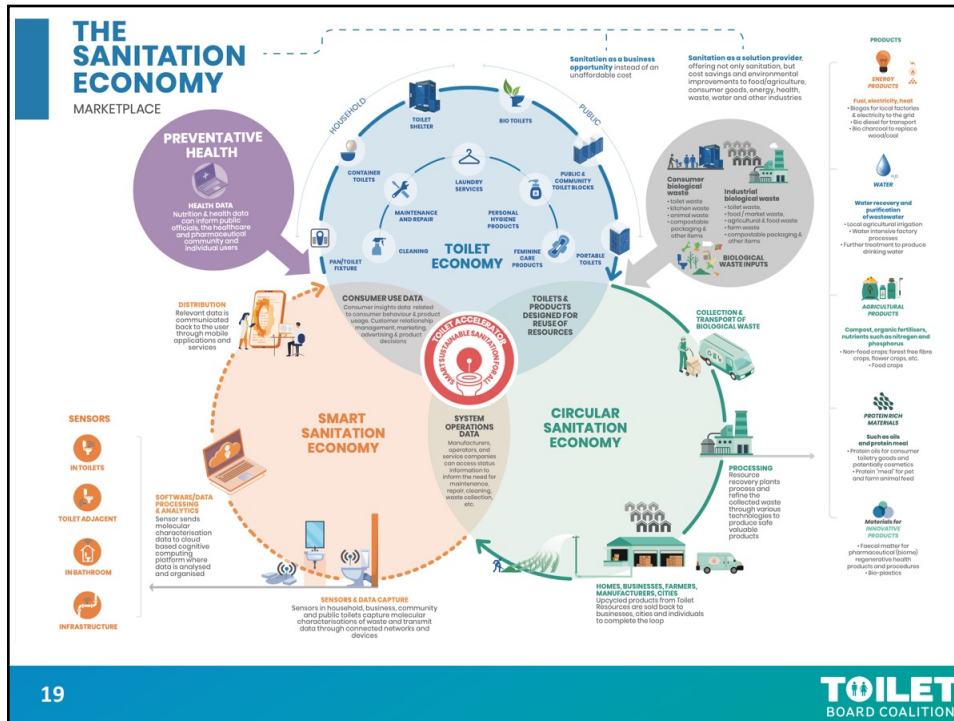 THE
SANITATION
ECONOMY
MARKETPLACE
Sanitation as a business
opportunity instead of an
unaffordable cost
Sanitation as a solution provider,
offering not only sanitation, but
cost savings and environmental
improvements to food/agriculture,
consumer goods, energy, health,
waste, water and other industries
HOUSEHOLD
PUBLIC
TOILET
SHELTER
BIO TOILETS
CONTAINER
TOILETS
LAUNDRY
SERVICES
PUBLIC &
COMMUNITY
TOILET BLOCKS
MAINTENANCE
AND REPAIR
PERSONAL
HYGIENE
PRODUCTS
CLEANING
PAN/TOILET
FIXTURE
TOILET
ECONOMY
FEMININE
CARE
PRODUCTS
PORTABLE
TOILETS
PREVENTATIVE
HEALTH
HEALTH DATA
Nutrition & health data
can inform public
officials, the healthcare
and pharmaceutical
community and
individual users
Consumer
biological
waste
• toilet waste
• kitchen waste
• animal waste
• compostable
packaging &
other items
Industrial
biological waste
• toilet waste,
• food / market waste,
• agricultural & food waste
• farm waste
• compostable packaging &
other items
BIOLOGICAL
WASTE INPUTS
CONSUMER USE DATA
Consumer insights data related
to consumer behaviour & product
usage. Customer relationship
management, marketing,
advertising & product
decisions
TOILETS &
PRODUCTS
DESIGNED FOR
REUSE OF
RESOURCES
TOILET ACCELERATOR
SMART SUSTAINABLE SANITATION FOR ALL
SYSTEM
OPERATIONS
DATA
Manufacturers,
operators, and
service companies
can access status
information to
inform the need for
maintenance,
repair, cleaning,
waste collection,
etc.
DISTRIBUTION
Relevant data is
communicated
back to the user
through mobile
applications and
services
SMART
SANITATION
ECONOMY
SENSORS
IN TOILETS
TOILET ADJACENT
IN BATHROOM
INFRASTRUCTURE
SOFTWARE/DATA
PROCESSING
& ANALYTICS
Sensor sends
molecular
characterisation
data to cloud
based cognitive
computing
platform where
data is analysed
and organised
SENSORS & DATA CAPTURE
Sensors in household, business, community
and public toilets capture molecular
characterisations of waste and transmit
data through connected networks and
devices
CIRCULAR
SANITATION
ECONOMY
COLLECTION &
TRANSPORT OF
BIOLOGICAL WASTE
PROCESSING
Resource
recovery plants
process and
refine the
collected waste
through various
technologies to
produce safe
valuable
products
HOMES, BUSINESSES, FARMERS,
MANUFACTURERS, CITIES
Upcycled products from Toilet
Resources are sold back to
businesses, cities and individuals
to complete the loop
PRODUCTS
ENERGY
PRODUCTS
Fuel, electricity, heat
• Biogas for local factories
& electricity to the grid
• Bio diesel for transport
• Bio charcoal to replace
wood/coal
WATER
Water recovery and
purification
of wastewater
• Local agricultural irrigation
• Water intensive factory
processes
• Further treatment to produce
drinking water
AGRICULTURAL
PRODUCTS
Compost, organic fertilisers,
nutrients such as nitrogen and
phosphorus
• Non-food crops: forest free fibre
crops, flower crops, etc.
• Food crops
PROTEIN RICH
MATERIALS
Such as oils
and protein meal
• Protein oils for consumer
toiletry goods and
potentially cosmetics
• Protein "meal" for pet
and farm animal feed
Materials for
INNOVATIVE
PRODUCTS
• Faecal matter for
pharmaceutical (biome)
regenerative health
products and procedures
• Bio-plastics
19
TOILET
BOARD COALITION